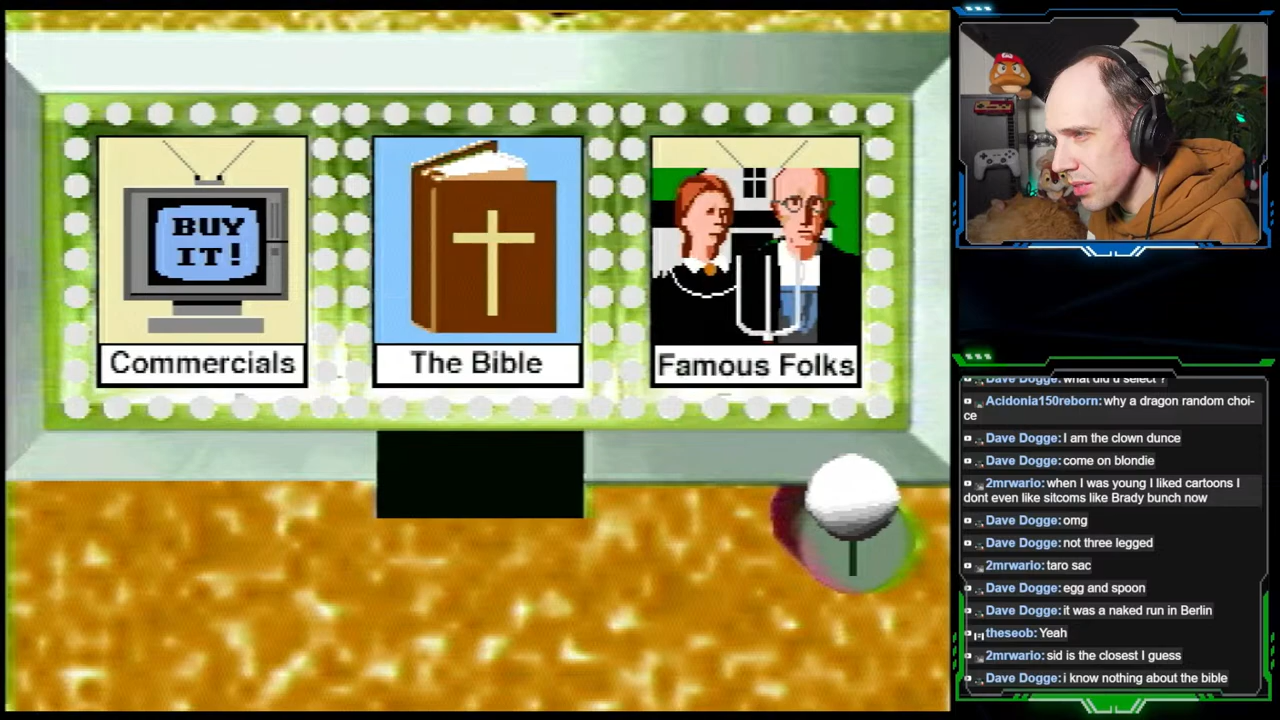 BUY
IT!
Commercials
The Bible
Famous Folks
Dave Dogge: what did u select ?
Acidonia150reborn: why a dragon random choi-
ce
Dave Dogge: I am the clown dunce
Dave Dogge: come on blondie
2mrwario: when I was young I liked cartoons I
dont even like sitcoms like Brady bunch now
Dave Dogge: omg
Dave Dogge: not three legged
2mrwario: taro sac
Dave Dogge: egg and spoon
Dave Dogge: it was a naked run in Berlin
theseob: Yeah
2mrwario: sid is the closest I guess
Dave Dogge: i know nothing about the bible